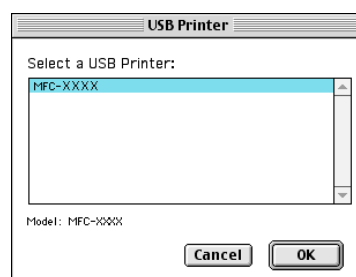 USB Printer
Select a USB Printer:
MFC-XXXX
Model: MFC-XXXX
Cancel
OK